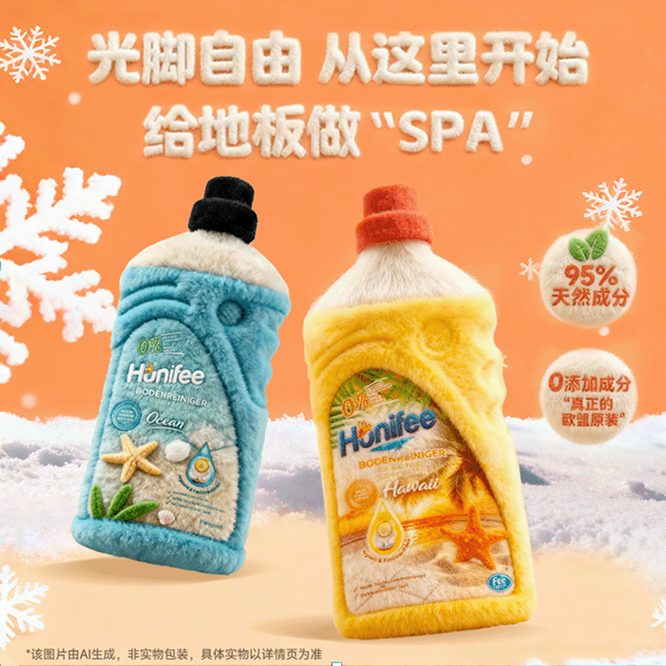 光脚自由 从这里开始
给地板做“SPA”
95%
天然成分
0添加成分
“真正的
欧盟原装”
0%
Hönifee
BODENREINIGER
Ocean
0%
Hönifee
BODENREINIGER
Hawaii
*该图片由AI生成，非实物包装，具体实物以详情页为准